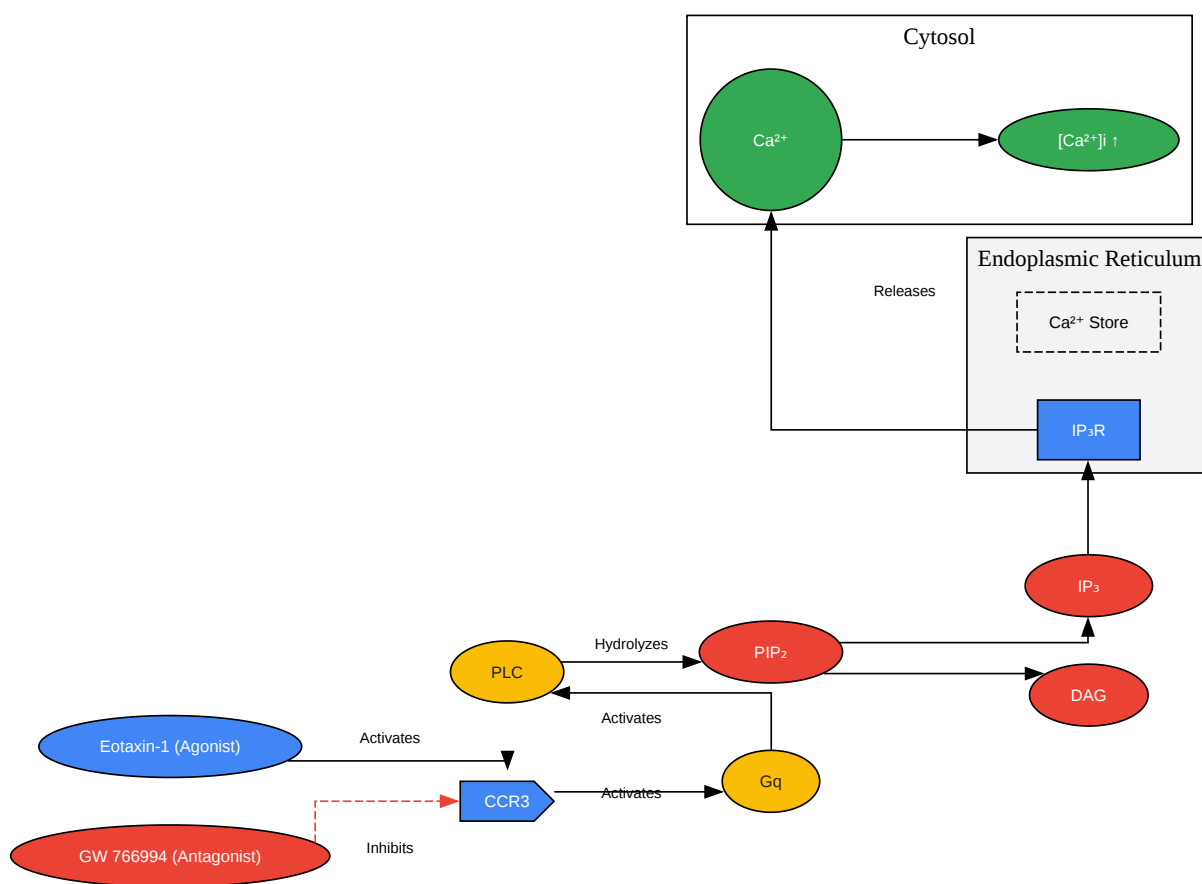 Cytosol
Ca²⁺
[Ca²⁺]i ↑
Endoplasmic Reticulum
Releases
Ca²⁺ Store
IP₃R
IP₃
Hydrolyzes
PIP₂
PLC
DAG
Activates
Activates
Eotaxin-1 (Agonist)
Gq
CCR3
Activates
Inhibits
GW 766994 (Antagonist)